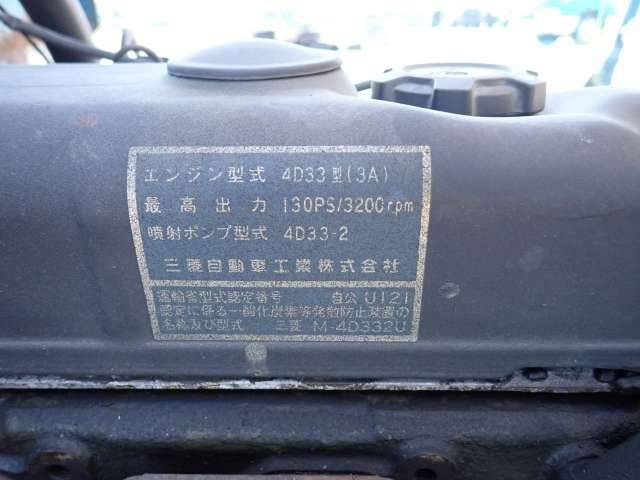 エンジン型式 4D33型(3A)
最高出力 130PS/3200rpm
噴射ポンプ型式 4D33-2
三菱自動車工業株式会社
運輸省型式認定番号 自公 U121
認定に係る一酸化炭素等発散防止装置の
名称及び型式 三菱 M-4D332U